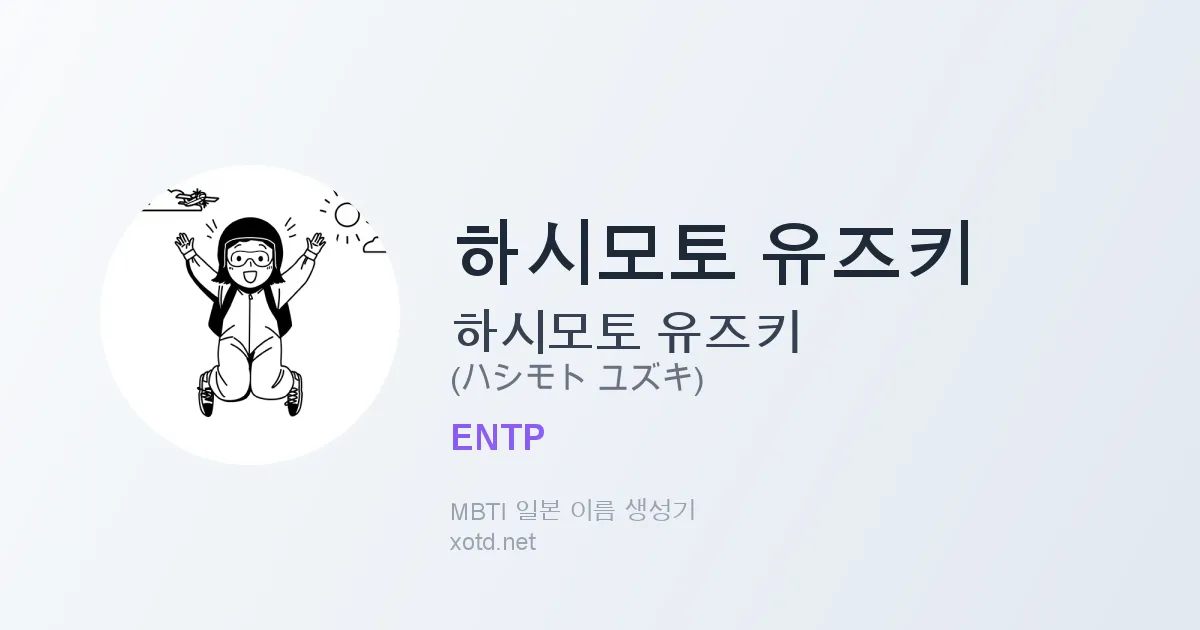 하시모토 유즈키
하시모토 유즈키
(ハシモト ユズキ)
ENTP
MBTI 일본 이름 생성기
xotd.net